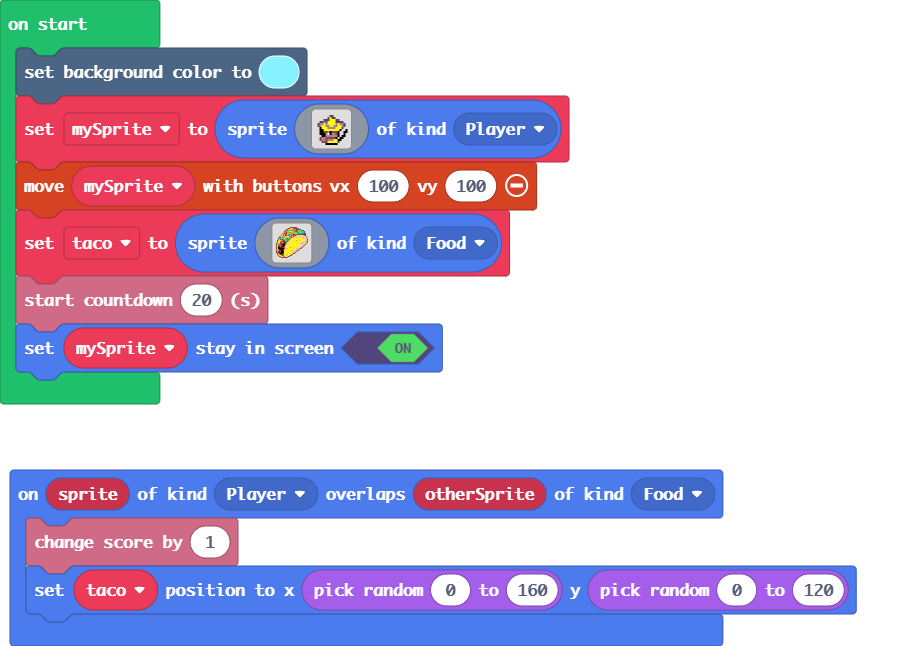 on start
set background color to
set mySprite to sprite of kind Player
move mySprite with buttons vx 100 vy 100
set taco to sprite of kind Food
start countdown 20 (s)
set mySprite stay in screen ON
on sprite of kind Player overlaps otherSprite of kind Food
change score by 1
set taco position to x pick random 0 to 160 y pick random 0 to 120